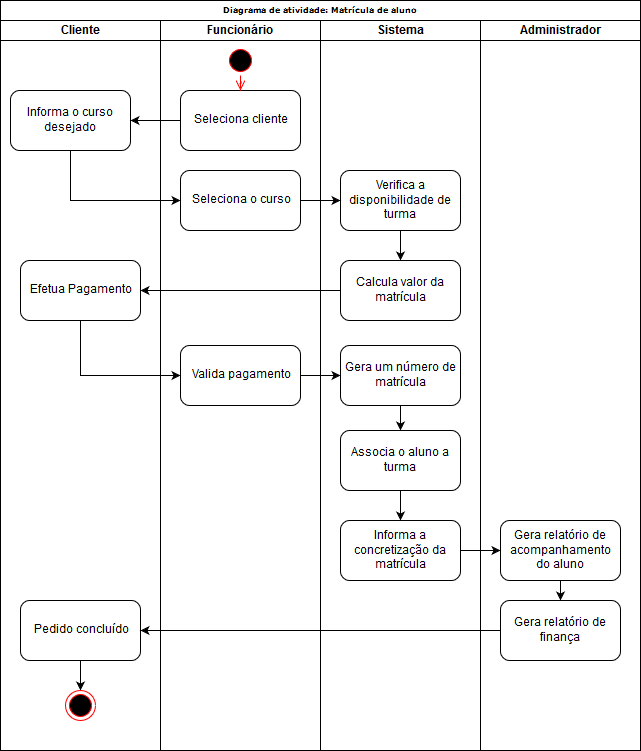 Diagrama de atividade: Matrícula de aluno
Cliente
Funcionário
Sistema
Administrador
Seleciona cliente
Informa o curso
desejado
Seleciona o curso
Verifica a
disponibilidade de
turma
Calcula valor da
matrícula
Efetua Pagamento
Valida pagamento
Gera um número de
matrícula
Associa o aluno a
turma
Informa a
concretização da
matrícula
Gera relatório de
acompanhamento
do aluno
Gera relatório de
finança
Pedido concluído